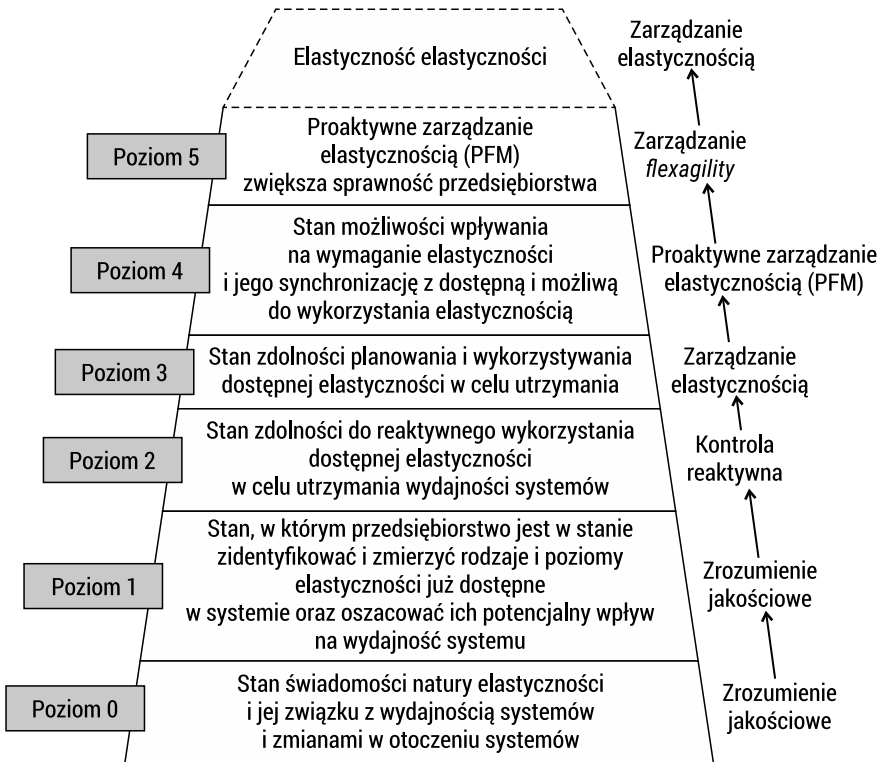 Elastyczność elastyczności
Zarządzanie
elastycznością
Poziom 5
Proaktywne zarządzanie
elastycznością (PFM)
zwiększa sprawność przedsiębiorstwa
Zarządzanie
flexagility
Poziom 4
Stan możliwości wpływania
na wymaganie elastyczności
i jego synchronizację z dostępną i możliwą
do wykorzystania elastycznością
Proaktywne zarządzanie
elastycznością (PFM)
Poziom 3
Stan zdolności planowania i wykorzystywania
dostępnej elastyczności w celu utrzymania
Zarządzanie
elastycznością
Poziom 2
Stan zdolności do reaktywnego wykorzystania
dostępnej elastyczności
w celu utrzymania wydajności systemów
Kontrola
reaktywna
Poziom 1
Stan, w którym przedsiębiorstwo jest w stanie
zidentyfikować i zmierzyć rodzaje i poziomy
elastyczności już dostępne
w systemie oraz oszacować ich potencjalny wpływ
na wydajność systemu
Zrozumienie
jakościowe
Poziom 0
Stan świadomości natury elastyczności
i jej związku z wydajnością systemów
i zmianami w otoczeniu systemów
Zrozumienie
jakościowe